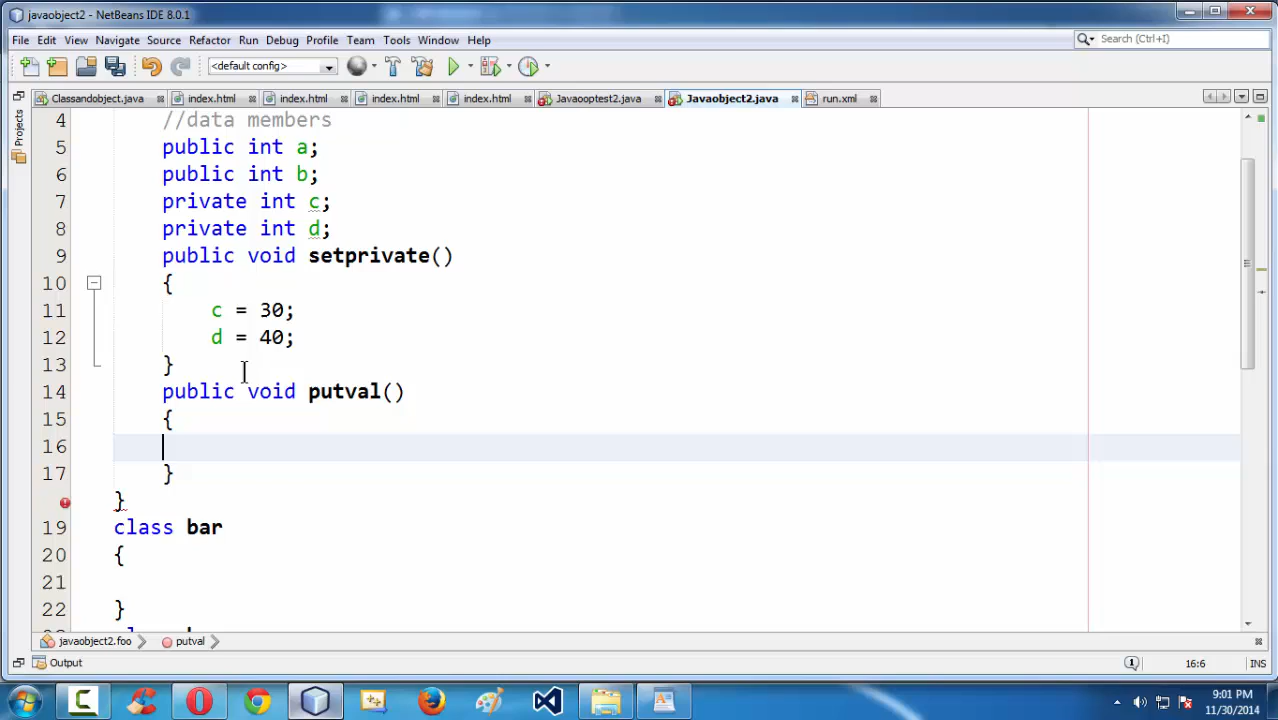 javaobject2 - NetBeans IDE 8.0.1
File Edit View Navigate Source Refactor Run Debug Profile Team Tools Window Help
Search (Ctrl+I)
<default config>
Classandobject.java index.html index.html index.html index.html Javaooptest2.java Javaobject2.java run.xml
Projects
4 //data members
5 public int a;
6 public int b;
7 private int c;
8 private int d;
9 public void setprivate()
10 {
11 c = 30;
12 d = 40;
13 }
14 public void putval()
15 {
16
17 }
}
19 class bar
20 {
21
22 }
javaobject2.foo putval
Output
1 16:6 INS
9:01 PM
11/30/2014